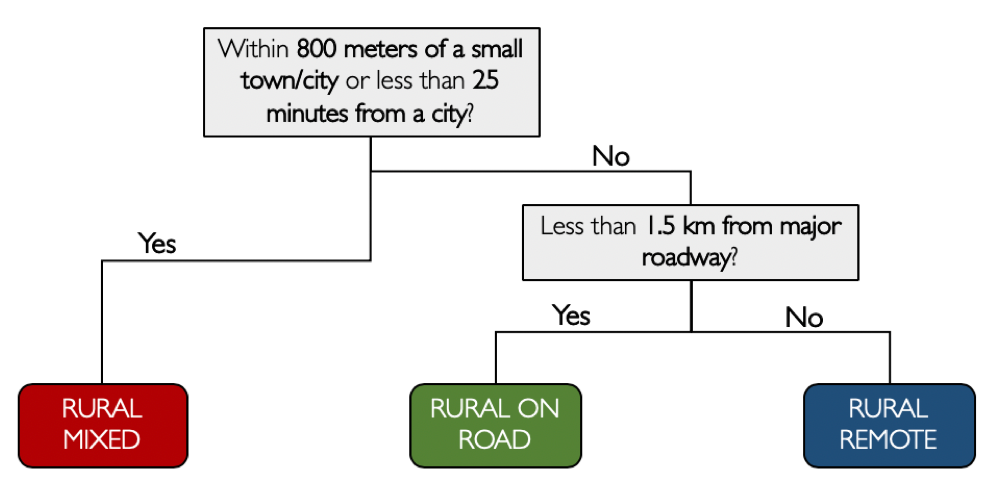 Within 800 meters of a small
town/city or less than 25
minutes from a city?
No
Less than 1.5 km from major
roadway?
Yes
Yes
No
RURAL
MIXED
RURAL ON
ROAD
RURAL
REMOTE